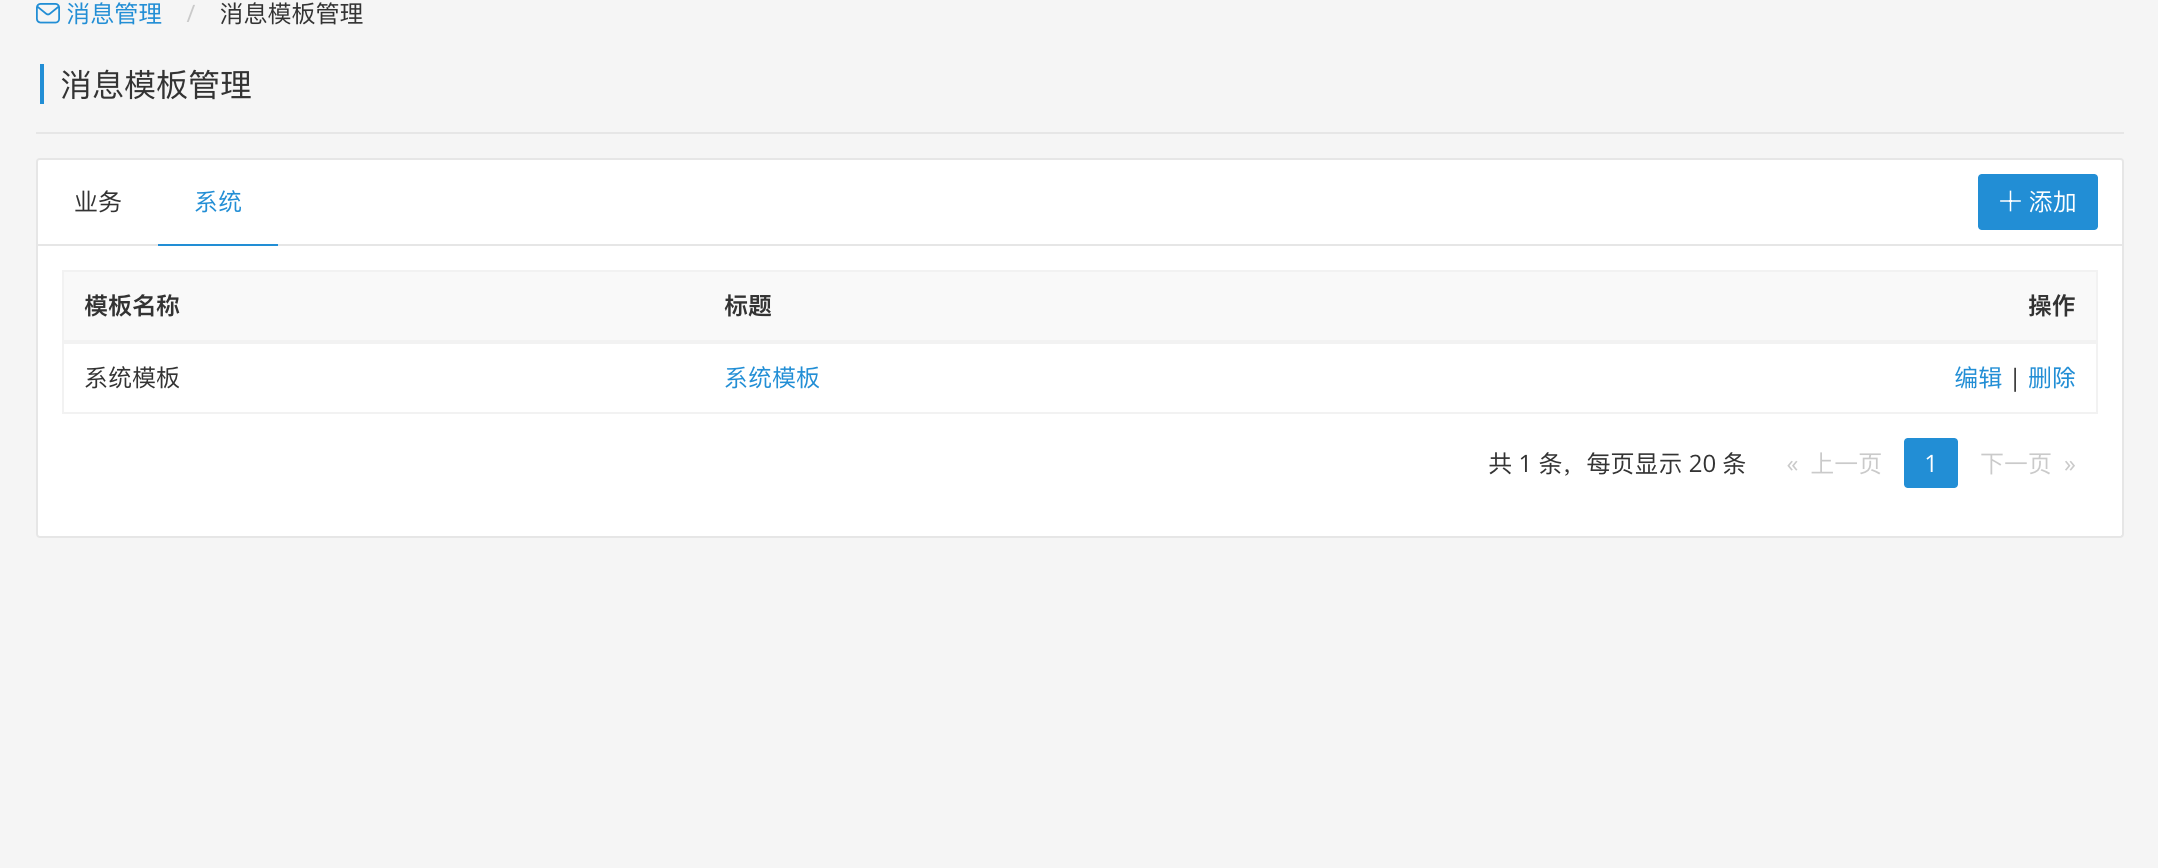 消息管理 / 消息模板管理
消息模板管理
业务 系统 添加
模板名称 标题 操作
系统模板 系统模板 编辑 | 删除
共 1 条，每页显示 20 条 « 上一页 1 下一页 »